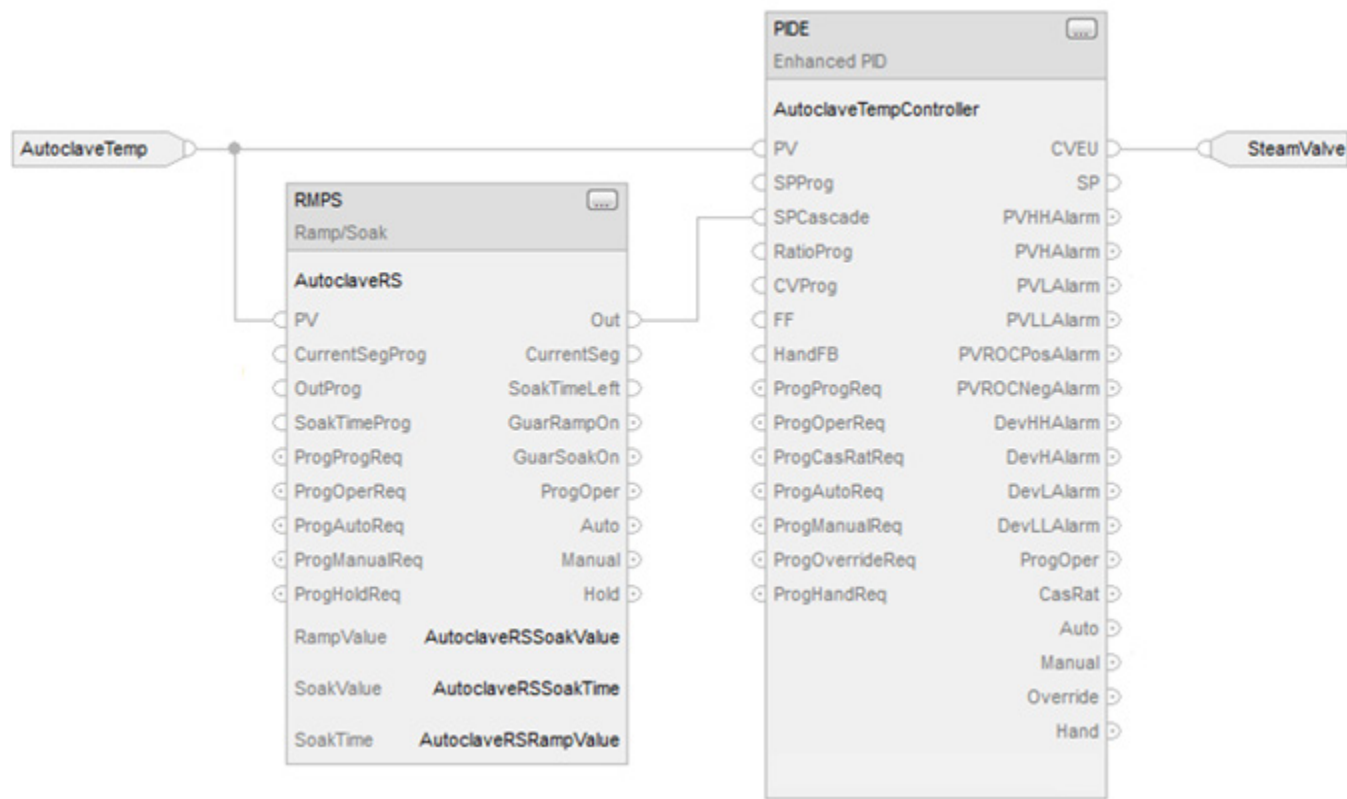 AutoclaveTemp
RMPS
...
Ramp/Soak
AutoclaveRS
PV Out
CurrentSegProg CurrentSeg
OutProg SoakTimeLeft
SoakTimeProg GuarRampOn
ProgProgReq GuarSoakOn
ProgOperReq ProgOper
ProgAutoReq Auto
ProgManualReq Manual
ProgHoldReq Hold
RampValue AutoclaveRSSoakValue
SoakValue AutoclaveRSSoakTime
SoakTime AutoclaveRSRampValue
PIDE
...
Enhanced PID
AutoclaveTempController
PV CVEU
SPProg SP
SPCascade PVHHAlarm
RatioProg PVHAlarm
CVProg PVLAlarm
FF PVLLAlarm
HandFB PVROCPosAlarm
ProgProgReq PVROCNegAlarm
ProgOperReq DevHHAlarm
ProgCasRatReq DevHAlarm
ProgAutoReq DevLAlarm
ProgManualReq DevLLAlarm
ProgOverrideReq ProgOper
ProgHandReq CasRat
Auto
Manual
Override
Hand
SteamValve